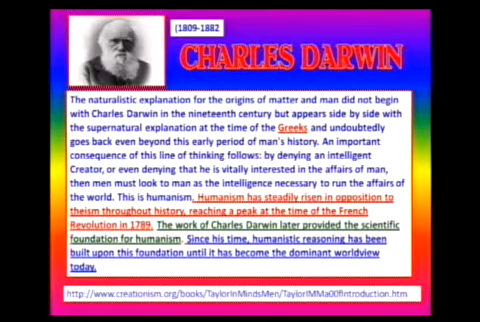 (1809-1882
CHARLES DARWIN
The naturalistic explanation for the origins of matter and man did not begin
with Charles Darwin in the nineteenth century but appears side by side with
the supernatural explanation at the time of the Greeks and undoubtedly
goes back even beyond this early period of man's history. An important
consequence of this line of thinking follows: by denying an intelligent
Creator, or even denying that he is vitally interested in the affairs of man,
then men must look to man as the intelligence necessary to run the affairs of
the world. This is humanism. Humanism has steadily risen in opposition to
theism throughout history, reaching a peak at the time of the French
Revolution in 1789. The work of Charles Darwin later provided the scientific
foundation for humanism. Since his time, humanistic reasoning has been
built upon this foundation until it has become the dominant worldview
today.
http://www.creationism.org/books/TaylorInMindsMen/TaylorIMMa00fIntroduction.htm